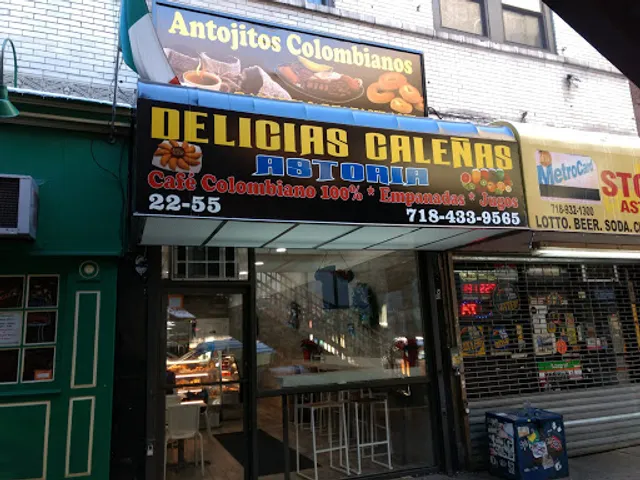 Antojitos Colombianos
DELICIAS CALEÑAS
ASTORIA
Café Colombiano 100% * Empanadas * Jugos
22-55
718-433-9565
MetroCard
STO
AST
718-932-1300
LOTTO. BEER. SODA.